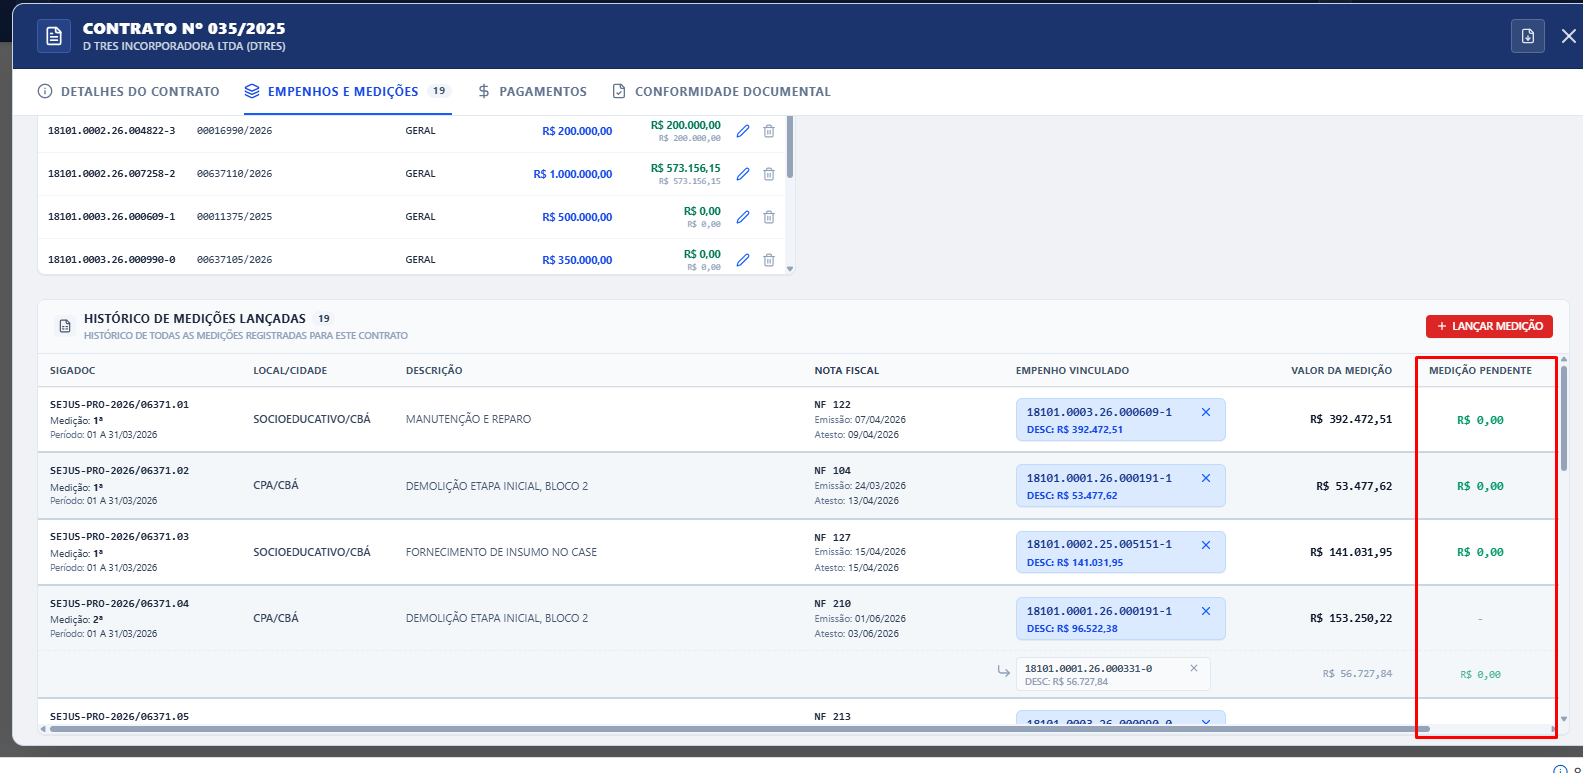 CONTRATO Nº 035/2025
D TRES INCORPORADORA LTDA (DTRES)
DETALHES DO CONTRATO
EMPENHOS E MEDIÇÕES 19
PAGAMENTOS
CONFORMIDADE DOCUMENTAL
18101.0002.26.004822-3 00016990/2026 GERAL R$ 200.000,00 R$ 200.000,00
R$ 200.000,00
18101.0002.26.007258-2 00637110/2026 GERAL R$ 1.000.000,00 R$ 573.156,15
R$ 573.156,15
18101.0003.26.000609-1 00011375/2025 GERAL R$ 500.000,00 R$ 0,00
R$ 0,00
18101.0003.26.000990-0 00637105/2026 GERAL R$ 350.000,00 R$ 0,00
R$ 0,00
HISTÓRICO DE MEDIÇÕES LANÇADAS 19
HISTÓRICO DE TODAS AS MEDIÇÕES REGISTRADAS PARA ESTE CONTRATO
+ LANÇAR MEDIÇÃO
SIGADOC LOCAL/CIDADE DESCRIÇÃO NOTA FISCAL EMPENHO VINCULADO VALOR DA MEDIÇÃO MEDIÇÃO PENDENTE
SEJUS-PRO-2026/06371.01
Medição: 1ª
Período: 01 A 31/03/2026
SOCIOEDUCATIVO/CBÁ
MANUTENÇÃO E REPARO
NF 122
Emissão: 07/04/2026
Atesto: 09/04/2026
18101.0003.26.000609-1
DESC: R$ 392.472,51
R$ 392.472,51
R$ 0,00
SEJUS-PRO-2026/06371.02
Medição: 1ª
Período: 01 A 31/03/2026
CPA/CBÁ
DEMOLIÇÃO ETAPA INICIAL, BLOCO 2
NF 104
Emissão: 24/03/2026
Atesto: 13/04/2026
18101.0001.26.000191-1
DESC: R$ 53.477,62
R$ 53.477,62
R$ 0,00
SEJUS-PRO-2026/06371.03
Medição: 1ª
Período: 01 A 31/03/2026
SOCIOEDUCATIVO/CBÁ
FORNECIMENTO DE INSUMO NO CASE
NF 127
Emissão: 15/04/2026
Atesto: 15/04/2026
18101.0002.25.005151-1
DESC: R$ 141.031,95
R$ 141.031,95
R$ 0,00
SEJUS-PRO-2026/06371.04
Medição: 2ª
Período: 01 A 31/03/2026
CPA/CBÁ
DEMOLIÇÃO ETAPA INICIAL, BLOCO 2
NF 210
Emissão: 01/06/2026
Atesto: 03/06/2026
18101.0001.26.000191-1
DESC: R$ 96.522,38
R$ 153.250,22
-
18101.0001.26.000331-0
DESC: R$ 56.727,84
R$ 56.727,84
R$ 0,00
SEJUS-PRO-2026/06371.05
NF 213
18101.0003.26.000990-0